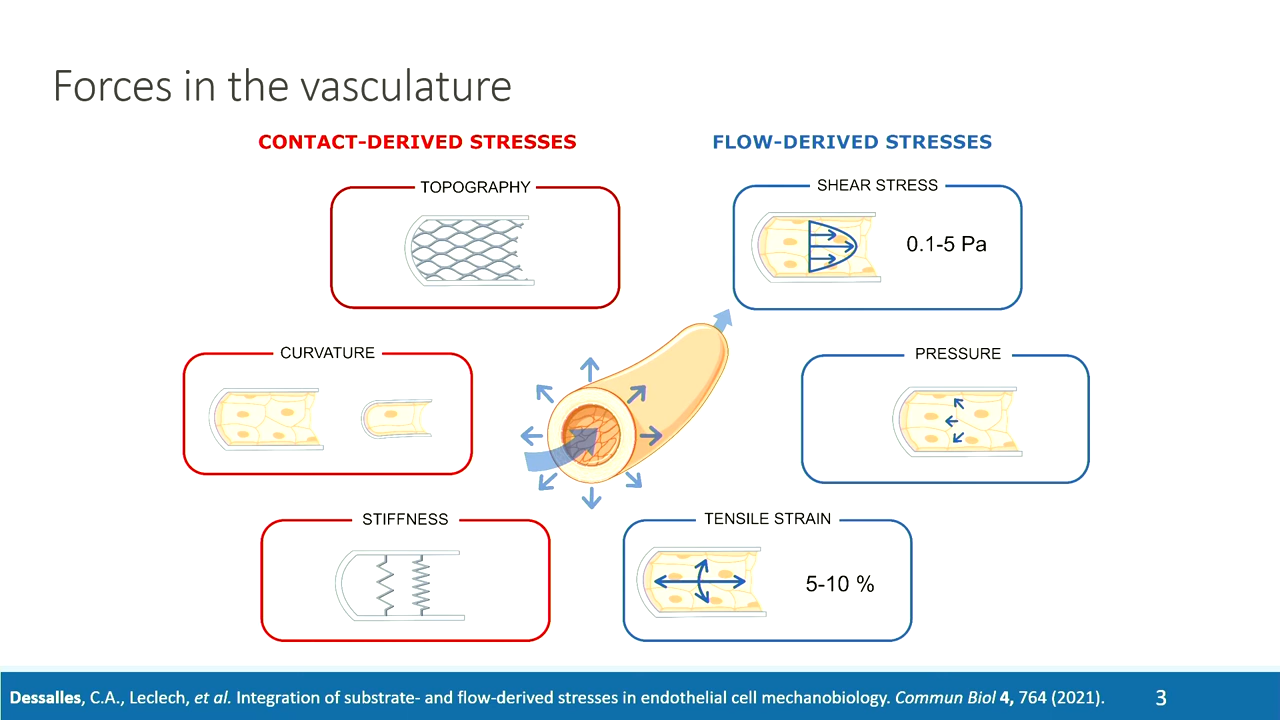 Forces in the vasculature
CONTACT-DERIVED STRESSES
FLOW-DERIVED STRESSES
TOPOGRAPHY
SHEAR STRESS
0.1-5 Pa
CURVATURE
PRESSURE
STIFFNESS
TENSILE STRAIN
5-10 %
Dessalles, C.A., Leclech, et al. Integration of substrate- and flow-derived stresses in endothelial cell mechanobiology. Commun Biol 4, 764 (2021).
3